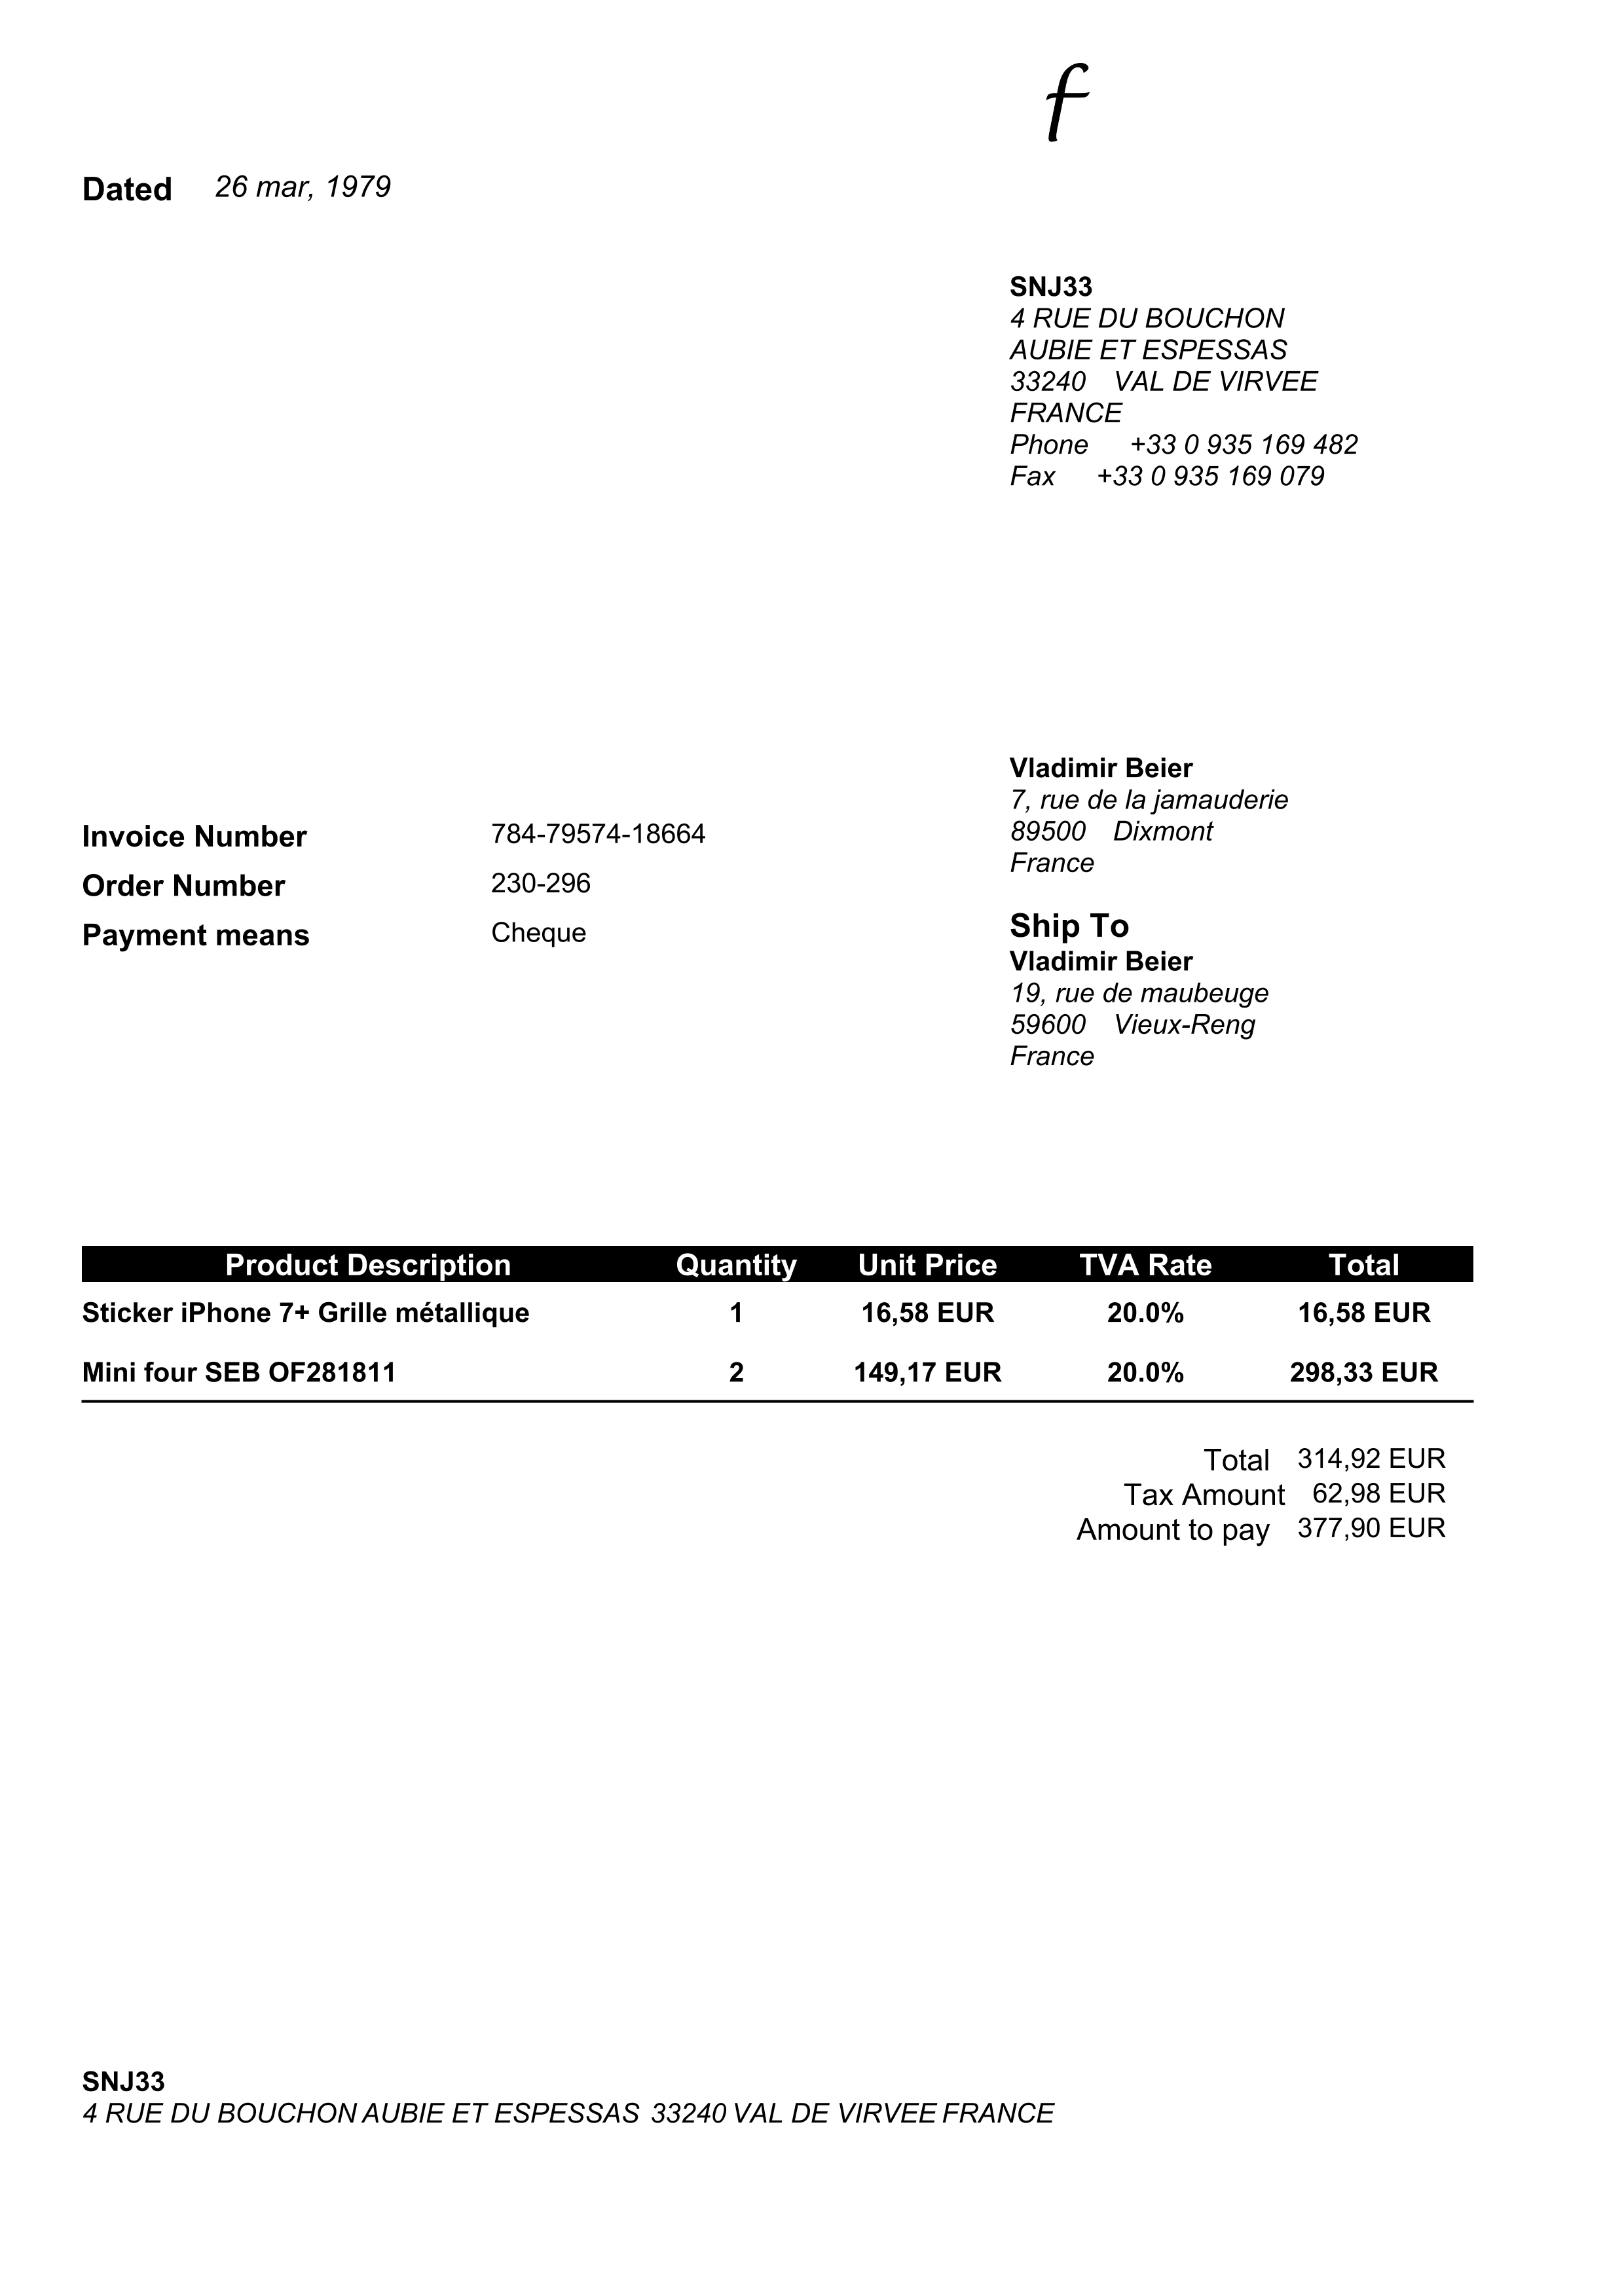 f
Dated 26 mar, 1979
SNJ33
4 RUE DU BOUCHON
AUBIE ET ESPESSAS
33240 VAL DE VIRVEE
FRANCE
Phone +33 0 935 169 482
Fax +33 0 935 169 079
Invoice Number 784-79574-18664
Order Number 230-296
Payment means Cheque
Vladimir Beier
7, rue de la jamauderie
89500 Dixmont
France
Ship To
Vladimir Beier
19, rue de maubeuge
59600 Vieux-Reng
France
Product Description Quantity Unit Price TVA Rate Total
Sticker iPhone 7+ Grille métallique 1 16,58 EUR 20.0% 16,58 EUR
Mini four SEB OF281811 2 149,17 EUR 20.0% 298,33 EUR
Total 314,92 EUR
Tax Amount 62,98 EUR
Amount to pay 377,90 EUR
SNJ33
4 RUE DU BOUCHON AUBIE ET ESPESSAS 33240 VAL DE VIRVEE FRANCE